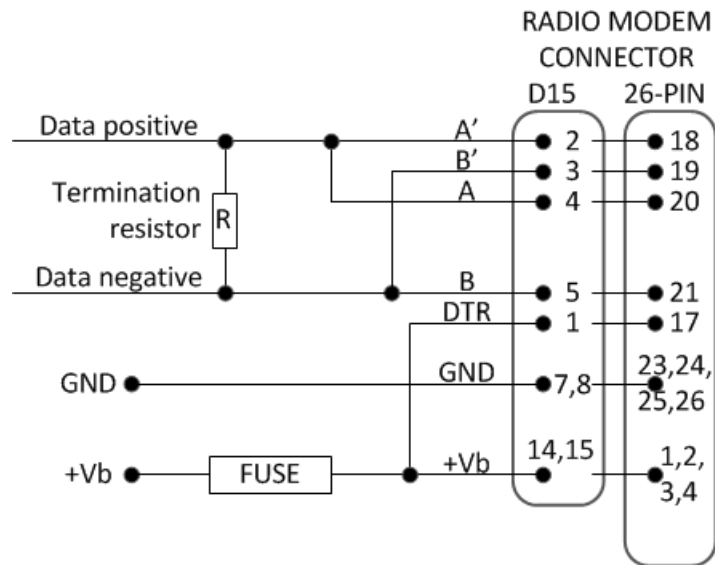 RADIO MODEM
CONNECTOR
D15 26-PIN
Data positive A’ 2 18
B’ 3 19
Termination A 4 20
resistor R
Data negative B 5 21
DTR 1 17
GND GND 7,8 23,24,
25,26
+Vb FUSE +Vb 14,15 1,2,
3,4